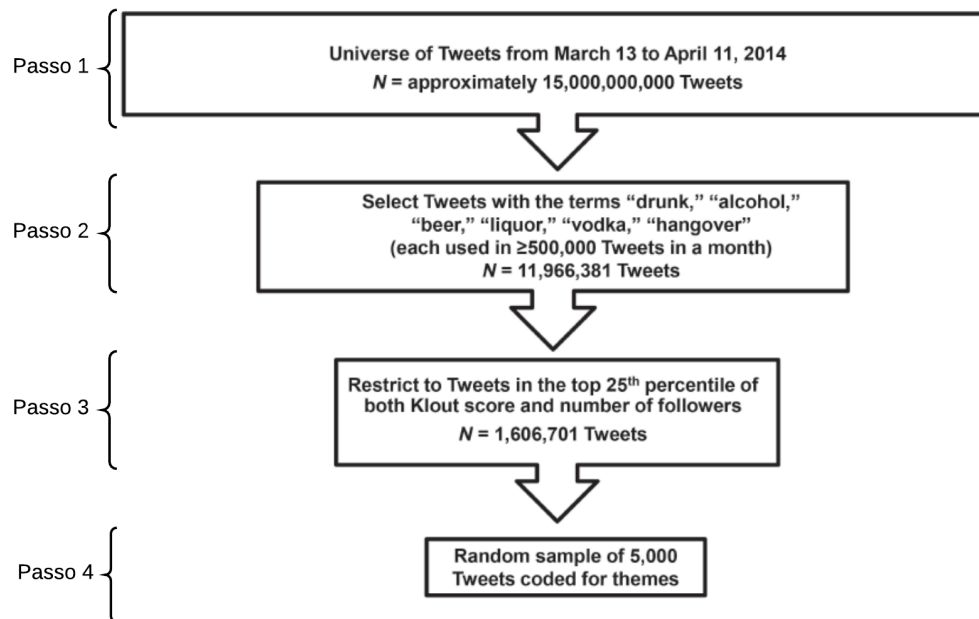 Passo 1
Universe of Tweets from March 13 to April 11, 2014
N = approximately 15,000,000,000 Tweets
Passo 2
Select Tweets with the terms “drunk,” “alcohol,”
“beer,” “liquor,” “vodka,” “hangover”
(each used in ≥500,000 Tweets in a month)
N = 11,966,381 Tweets
Passo 3
Restrict to Tweets in the top 25th percentile of
both Klout score and number of followers
N = 1,606,701 Tweets
Passo 4
Random sample of 5,000
Tweets coded for themes